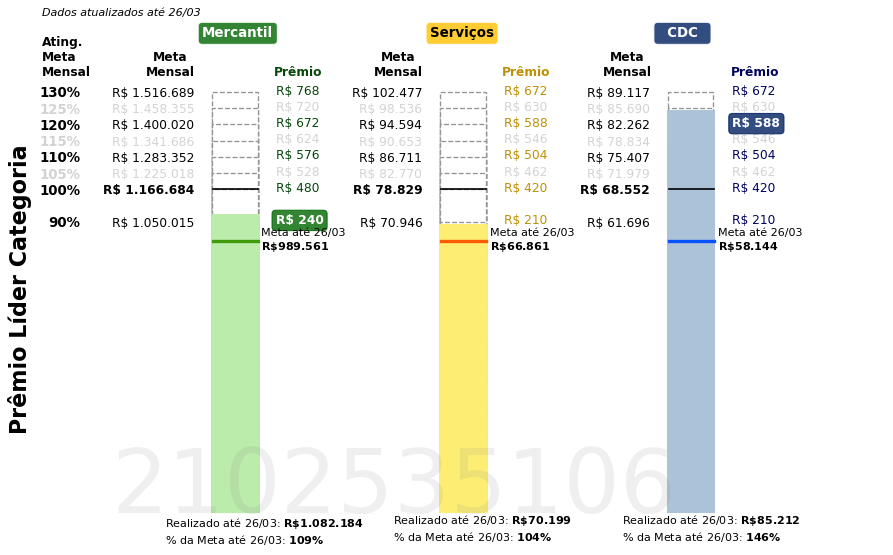 Dados atualizados até 26/03
Mercantil Serviços CDC
Ating. Meta Mensal Meta Mensal Prêmio Meta Mensal Prêmio Meta Mensal Prêmio
130% R$ 1.516.689 R$ 768 R$ 102.477 R$ 672 R$ 89.117 R$ 672
125% R$ 1.458.355 R$ 720 R$ 98.536 R$ 630 R$ 85.690 R$ 630
120% R$ 1.400.020 R$ 672 R$ 94.594 R$ 588 R$ 82.262 R$ 588
115% R$ 1.341.686 R$ 624 R$ 90.653 R$ 546 R$ 78.834 R$ 546
110% R$ 1.283.352 R$ 576 R$ 86.711 R$ 504 R$ 75.407 R$ 504
105% R$ 1.225.018 R$ 528 R$ 82.770 R$ 462 R$ 71.979 R$ 462
100% R$ 1.166.684 R$ 480 R$ 78.829 R$ 420 R$ 68.552 R$ 420
90% R$ 1.050.015 R$ 240 R$ 70.946 R$ 210 R$ 61.696 R$ 210
Meta até 26/03 Meta até 26/03 Meta até 26/03
R$989.561 R$66.861 R$58.144
Prêmio Líder Categoria
2102535106
Realizado até 26/03: R$1.082.184 Realizado até 26/03: R$70.199 Realizado até 26/03: R$85.212
% da Meta até 26/03: 109% % da Meta até 26/03: 104% % da Meta até 26/03: 146%